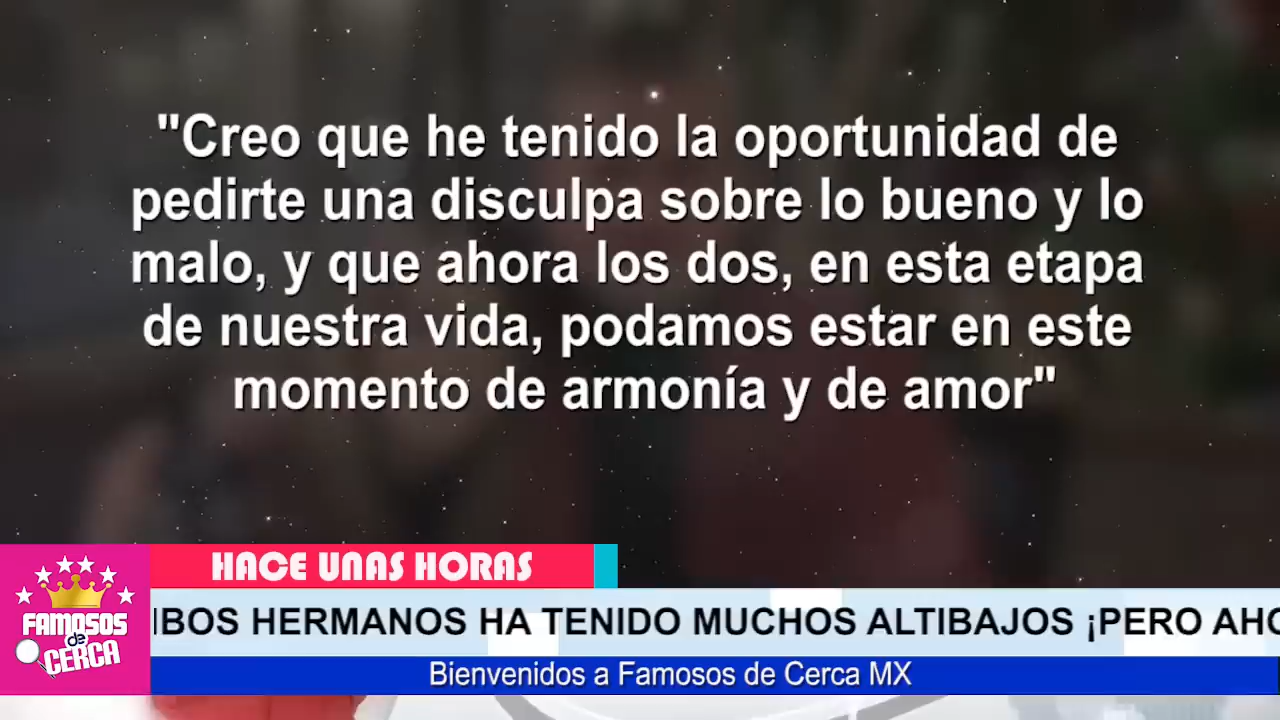 "Creo que he tenido la oportunidad de
pedirte una disculpa sobre lo bueno y lo
malo, y que ahora los dos, en esta etapa
de nuestra vida, podamos estar en este
momento de armonía y de amor"
HACE UNAS HORAS
FAMOSOS
de
CERCA
HERMANOS HA TENIDO MUCHOS ALTIBAJOS ¡PERO
Bienvenidos a Famosos de Cerca MX